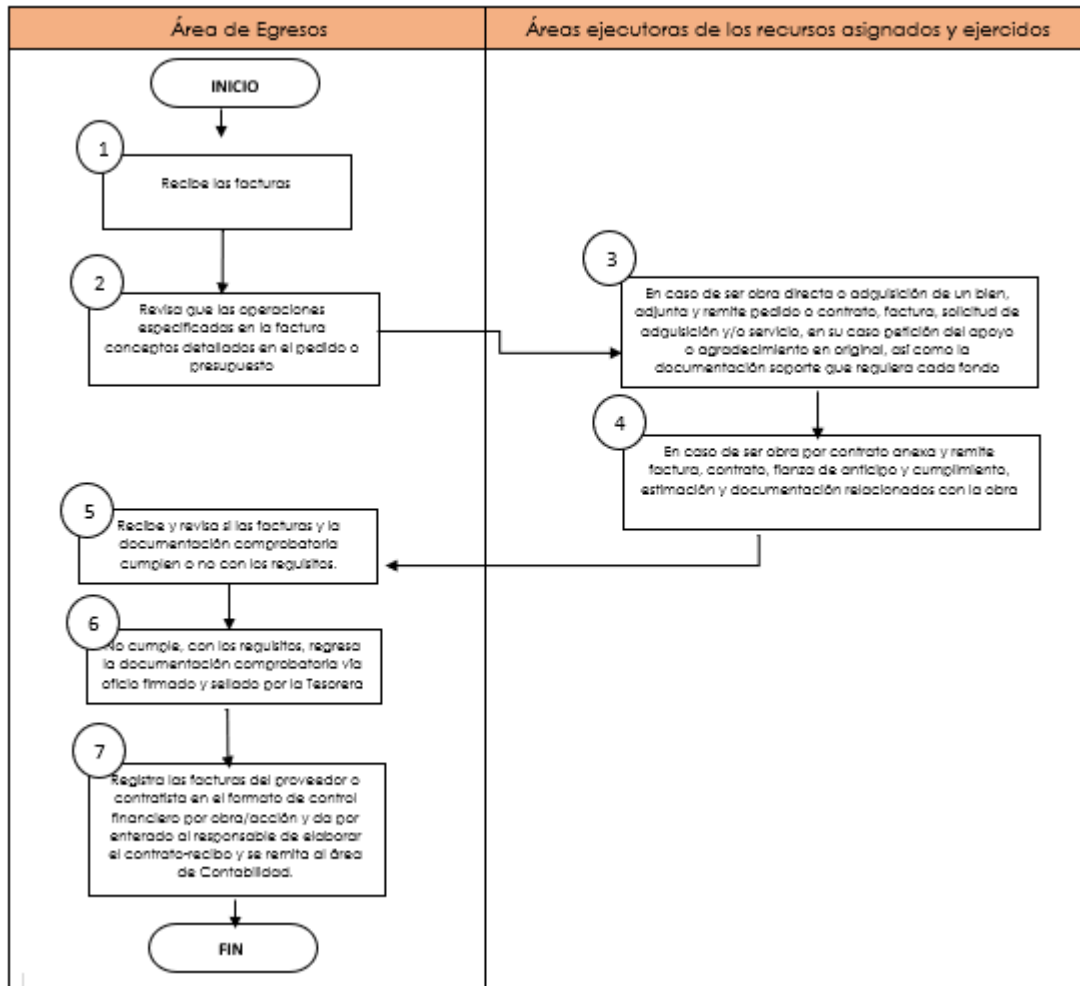 Área de Egresos
Áreas ejecutoras de los recursos asignados y ejercidos
INICIO
1
Recibe las facturas
2
Revisa que las operaciones
especificadas en la factura
conceptos detallados en el pedido o
presupuesto
3
En caso de ser obra directa o adquisición de un bien,
adjunta y remite pedido o contrato, factura, solicitud de
adquisición y/o servicio, en su caso petición del apoyo
o agradecimiento en original, así como la
documentación soporte que requiera cada fondo
4
En caso de ser obra por contrato anexa y remite
factura, contrato, fianza de anticipo y cumplimiento,
estimación y documentación relacionados con la obra
5
Recibe y revisa si las facturas y la
documentación comprobatoria
cumplen o no con los requisitos.
6
No cumple, con los requisitos, regresa
la documentación comprobatoria vía
oficio firmado y sellado por la Tesorera
7
Registra las facturas del proveedor o
contratista en el formato de control
financiero por obra/acción y da por
enterado al responsable de elaborar
el contrato-recibo y se remita al área
de Contabilidad.
FIN